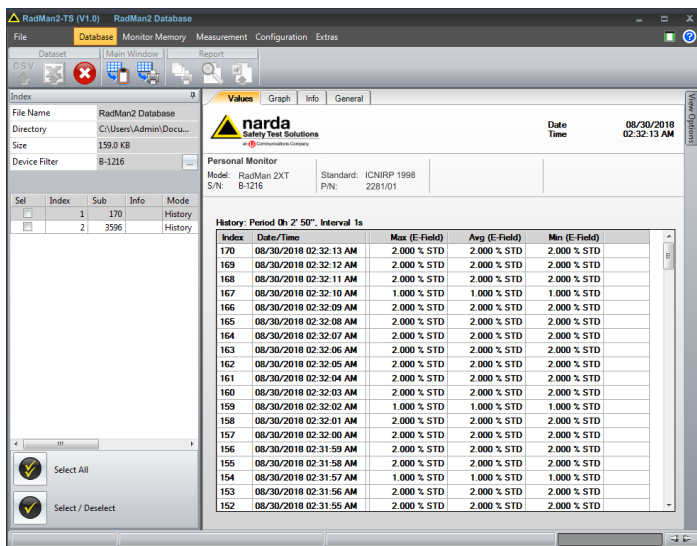 RadMan2-TS (V1.0) RadMan2 Database
File Database Monitor Memory Measurement Configuration Extras
Dataset Main Window Report
CSV
Index
File Name RadMan2 Database
Directory C:\Users\Admin\Docu...
Size 159.0 KB
Device Filter B-1216 ...
Sel Index Sub Info Mode
1 170 History
2 3596 History
Select All
Select / Deselect
Values Graph Info General
View Options
narda
Safety Test Solutions
an L3 Communications Company
Date 08/30/2018
Time 02:32:13 AM
Personal Monitor
Model: RadMan 2XT Standard: ICNIRP 1998
S/N: B-1216 P/N: 2281/01
History: Period 0h 2' 50", Interval 1s
Index Date/Time Max (E-Field) Avg (E-Field) Min (E-Field)
170 08/30/2018 02:32:13 AM 2.000 % STD 2.000 % STD 2.000 % STD
169 08/30/2018 02:32:12 AM 2.000 % STD 2.000 % STD 2.000 % STD
168 08/30/2018 02:32:11 AM 2.000 % STD 2.000 % STD 2.000 % STD
167 08/30/2018 02:32:10 AM 1.000 % STD 1.000 % STD 1.000 % STD
166 08/30/2018 02:32:09 AM 2.000 % STD 2.000 % STD 2.000 % STD
165 08/30/2018 02:32:08 AM 2.000 % STD 2.000 % STD 2.000 % STD
164 08/30/2018 02:32:07 AM 2.000 % STD 2.000 % STD 2.000 % STD
163 08/30/2018 02:32:06 AM 2.000 % STD 2.000 % STD 2.000 % STD
162 08/30/2018 02:32:05 AM 2.000 % STD 2.000 % STD 2.000 % STD
161 08/30/2018 02:32:04 AM 2.000 % STD 2.000 % STD 2.000 % STD
160 08/30/2018 02:32:03 AM 2.000 % STD 2.000 % STD 2.000 % STD
159 08/30/2018 02:32:02 AM 1.000 % STD 1.000 % STD 1.000 % STD
158 08/30/2018 02:32:01 AM 2.000 % STD 2.000 % STD 2.000 % STD
157 08/30/2018 02:32:00 AM 2.000 % STD 2.000 % STD 2.000 % STD
156 08/30/2018 02:31:59 AM 2.000 % STD 2.000 % STD 2.000 % STD
155 08/30/2018 02:31:58 AM 2.000 % STD 2.000 % STD 2.000 % STD
154 08/30/2018 02:31:57 AM 1.000 % STD 1.000 % STD 1.000 % STD
153 08/30/2018 02:31:56 AM 2.000 % STD 2.000 % STD 2.000 % STD
152 08/30/2018 02:31:55 AM 2.000 % STD 2.000 % STD 2.000 % STD